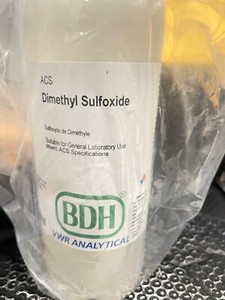 ACS
Dimethyl Sulfoxide
Sulfoxyde de Diméthyle
Suitable for General Laboratory Use
Meets ACS Specifications
BDH®
VWR ANALYTICAL